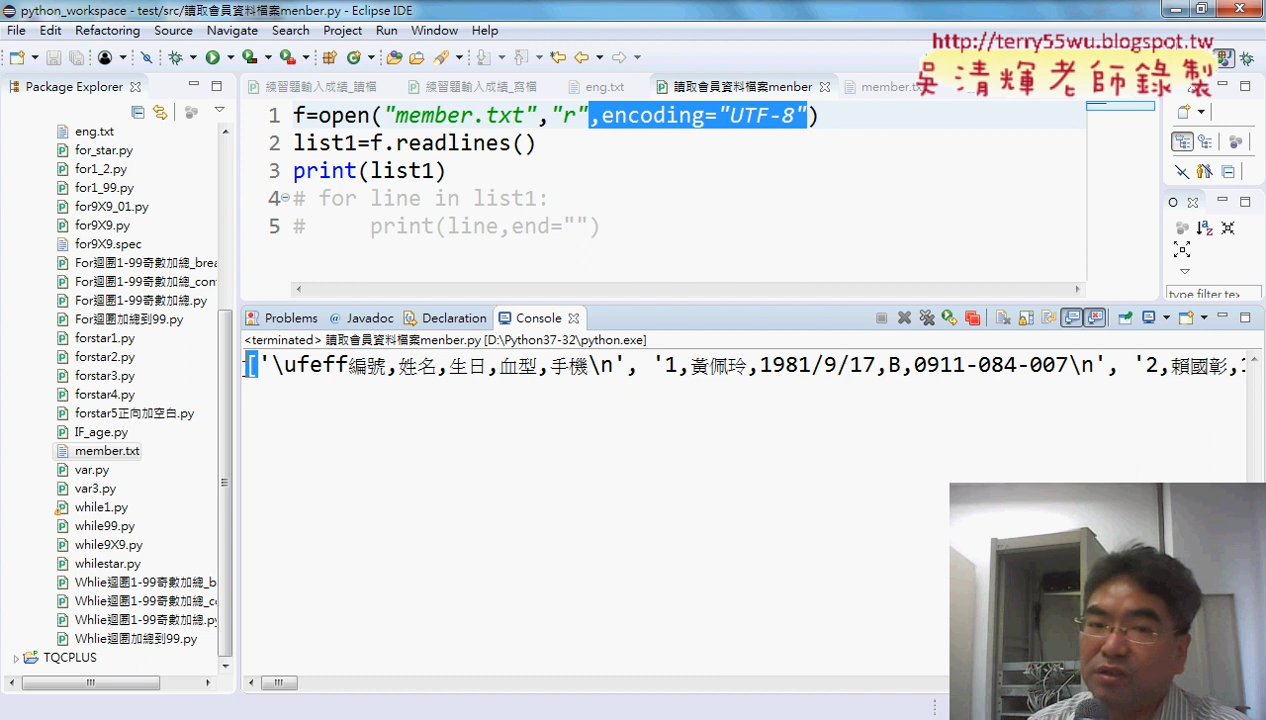 python_workspace - test/src/讀取會員資料檔案menber.py - Eclipse IDE
File Edit Refactoring Source Navigate Search Project Run Window Help
http://terry55wu.blogspot.tw
吳清輝老師錄製
Package Explorer
練習題輸入成績_讀檔
練習題輸入成績_寫檔
eng.txt
讀取會員資料檔案menber
eng.txt
for_star.py
for1_2.py
for1_99.py
for9X9_01.py
for9X9.py
for9X9.spec
For迴圈1-99奇數加總_brea
For迴圈1-99奇數加總_con
For迴圈1-99奇數加總.py
For迴圈加總到99.py
forstar1.py
forstar2.py
forstar3.py
forstar4.py
forstar5正向加空白.py
IF_age.py
member.txt
var.py
var3.py
while1.py
while99.py
while9X9.py
whilestar.py
Whlie迴圈1-99奇數加總_b
Whlie迴圈1-99奇數加總_co
Whlie迴圈1-99奇數加總.py
Whlie迴圈加總到99.py
TQCPLUS
1 f=open("member.txt","r",encoding="UTF-8")
2 list1=f.readlines()
3 print(list1)
4 # for line in list1:
5 #     print(line,end="")
O
type filter te
Problems @ Javadoc Declaration Console
<terminated> 讀取會員資料檔案menber.py [D:\Python37-32\python.exe]
['\ufeff編號,姓名,生日,血型,手機\n', '1,黃佩玲,1981/9/17,B,0911-084-007\n', '2,賴國彰,